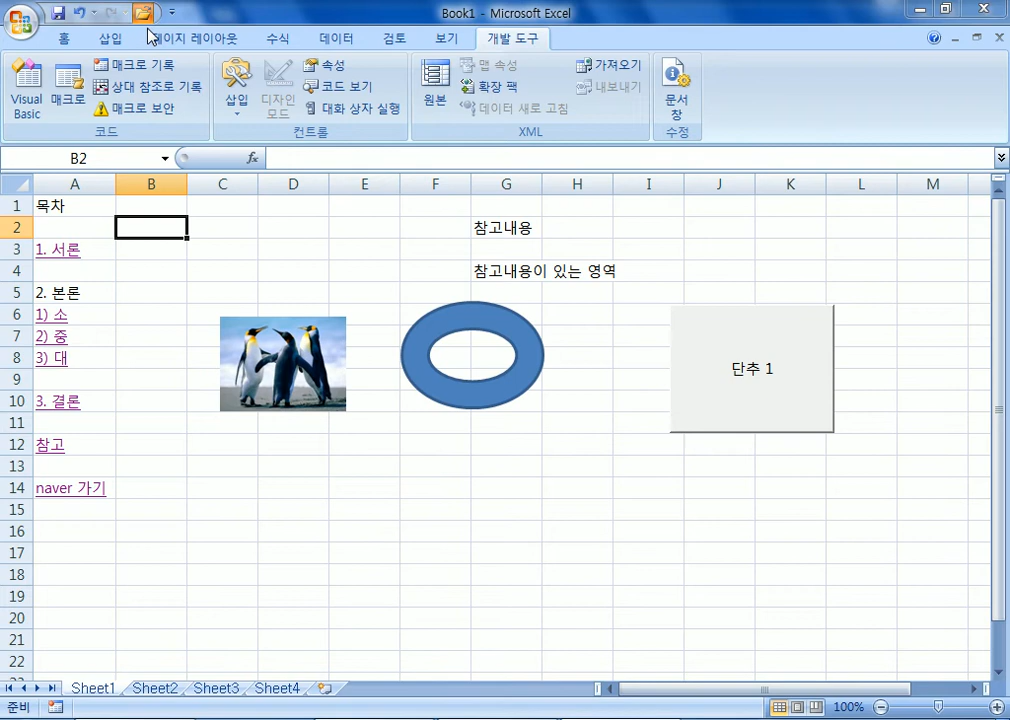 Book1 - Microsoft Excel
홈 삽입 페이지 레이아웃 수식 데이터 검토 보기 개발 도구
Visual Basic
매크로
매크로 기록
상대 참조로 기록
매크로 보안
코드
삽입
디자인 모드
속성
코드 보기
대화 상자 실행
컨트롤
원본
맵 속성
확장 팩
데이터 새로 고침
가져오기
내보내기
XML
문서 창
수정
B2
fx
A B C D E F G H I J K L M
1 목차
2 참고내용
3 1. 서론
4 참고내용이 있는 영역
5 2. 본론
6 1) 소
7 2) 중
8 3) 대
9
10 3. 결론
11
12 참고
13
14 naver 가기
15
16
17
18
19
20
21
22
단추 1
Sheet1 Sheet2 Sheet3 Sheet4
준비
100%